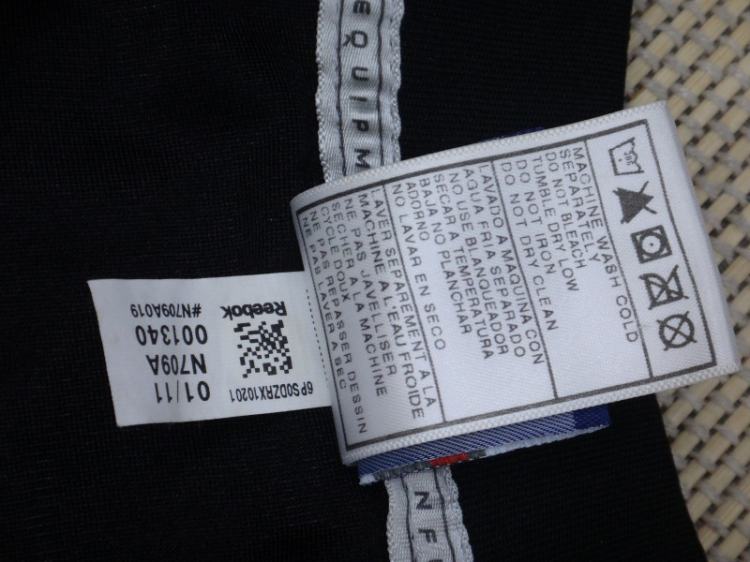 EQUIPM
NF
MACHINE WASH COLD
SEPARATELY
DO NOT BLEACH
TUMBLE DRY LOW
DO NOT IRON
DO NOT DRY CLEAN
LAVADO A MAQUINA CON
AGUA FRIA SEPARADO
NO USE BLANQUEADOR
SECAR A TEMPERATURA
BAJA NO PLANCHAR
ADORNO
NO LAVAR EN SECO
LAVER SEPAREMENT A LA
MACHINE A L'EAU FROIDE
NE PAS JAVELLISER
SECHER A LA MACHINE
CYCLE DOUX
NE PAS REPASSER DESSIN
NE PAS LAVER A SEC
6PS0DZRX10201
01/11
N709A
001340
#N709A019
Reebok